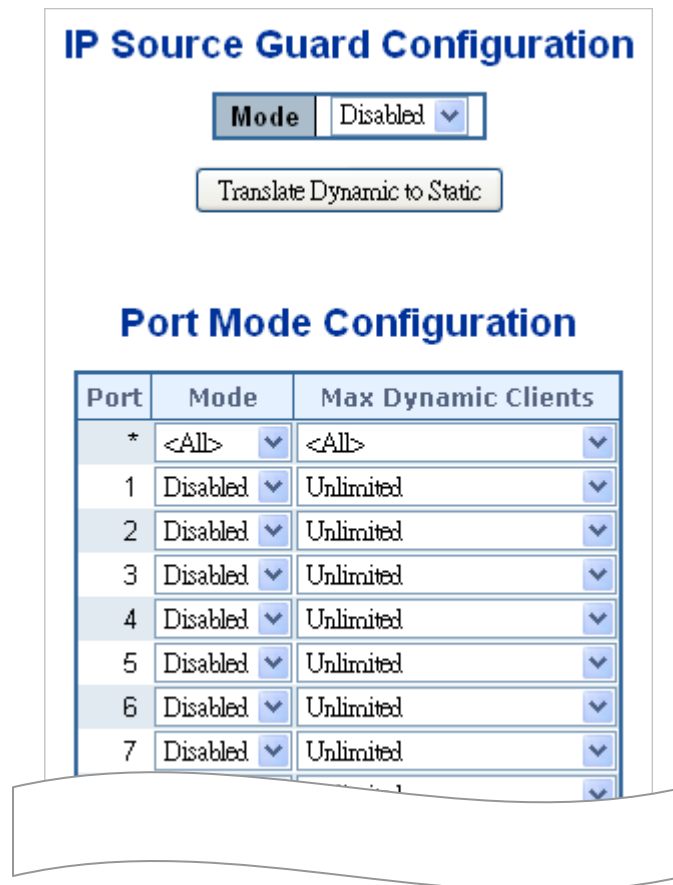 IP Source Guard Configuration
Mode Disabled
Translate Dynamic to Static
Port Mode Configuration
Port Mode Max Dynamic Clients
* <All> <All>
1 Disabled Unlimited
2 Disabled Unlimited
3 Disabled Unlimited
4 Disabled Unlimited
5 Disabled Unlimited
6 Disabled Unlimited
7 Disabled Unlimited